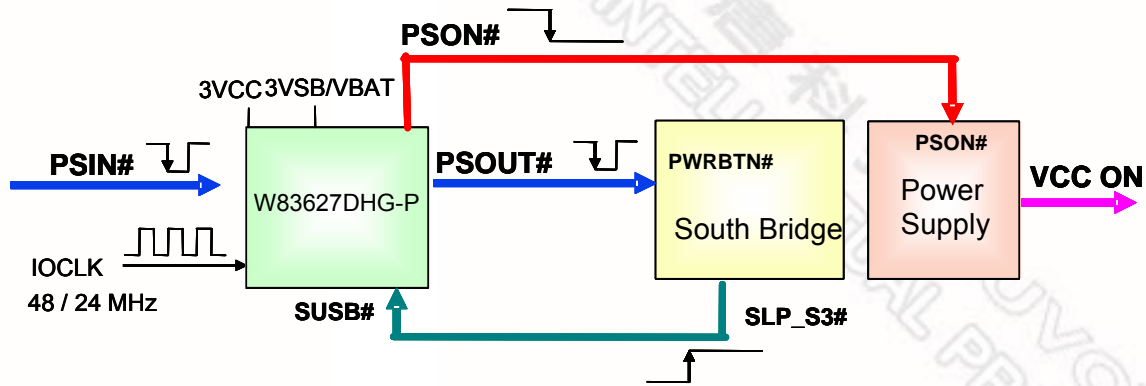 PSON#
3VCC 3VSB/VBAT
PSIN#
PSOUT#
PWRBTN#
PSON#
W83627DHG-P
South Bridge
Power
Supply
VCC ON
IOCLK
48 / 24 MHz
SUSB#
SLP_S3#